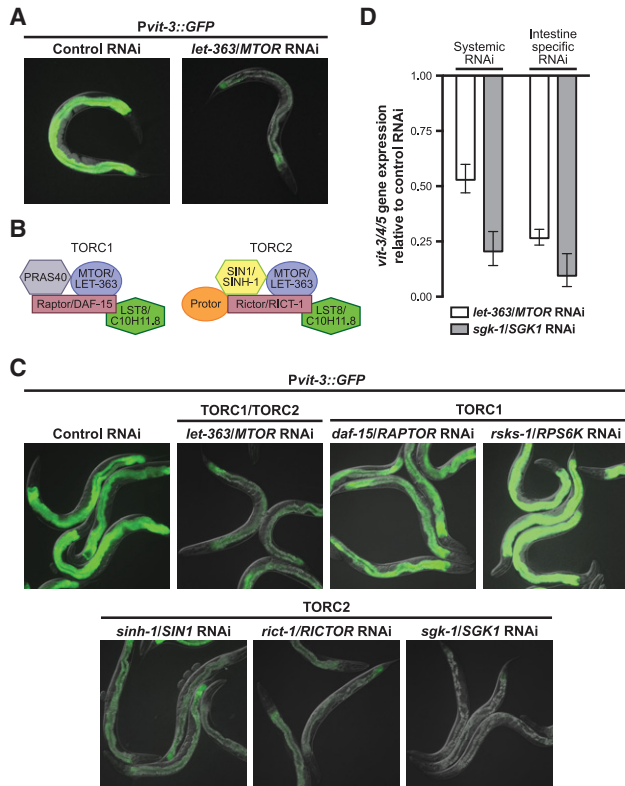 A
Pvit-3::GFP
Control RNAi
let-363/MTOR RNAi
B
TORC1
PRAS40
MTOR/
LET-363
Raptor/DAF-15
LST8/
C10H11.8
TORC2
SIN1/
SINH-1
MTOR/
LET-363
Protor
Rictor/RICT-1
LST8/
C10H11.8
D
Systemic
RNAi
Intestine
specific
RNAi
vit-3/4/5 gene expression
relative to control RNAi
1.00
0.75
0.50
0.25
0.00
let-363/MTOR RNAi
sgk-1/SGK1 RNAi
C
Pvit-3::GFP
TORC1/TORC2
TORC1
Control RNAi
let-363/MTOR RNAi
daf-15/RAPTOR RNAi
rsks-1/RPS6K RNAi
TORC2
sinh-1/SIN1 RNAi
rict-1/RICTOR RNAi
sgk-1/SGK1 RNAi